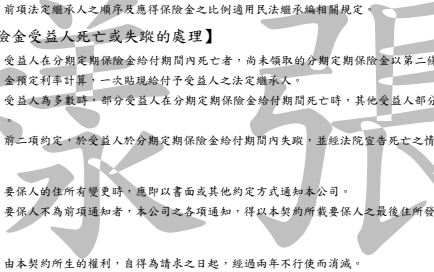 前項法定繼承人之順序及應得保險金之比例適用民法繼承編相關規定。
險金受益人死亡或失蹤的處理】
受益人在分期定期保險金給付期間內死亡者，尚未領取的分期定期保險金以第二條
金預定利率計算，一次貼現給付予受益人之法定繼承人。
受益人為多數時，部分受益人在分期定期保險金給付期間死亡時，其他受益人部分
。
前二項約定，於受益人於分期定期保險金給付期間內失蹤，並經法院宣告死亡之情
要保人的住所有變更時，應即以書面或其他約定方式通知本公司。
要保人不為前項通知者，本公司之各項通知，得以本契約所載要保人之最後住所發
由本契約所生的權利，自得為請求之日起，經過兩年不行使而消滅。